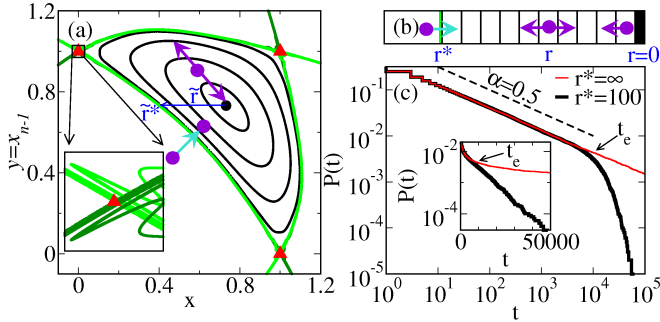 (a)
y=x_{n-1}
1.2
0.8
0.4
0
0
0.4
0.8
1.2
x
r̃
r̃*
(b)
r*
r
r=0
(c)
P(t)
10^{-1}
10^{-2}
10^{-3}
10^{-4}
10^{-5}
α=0.5
r*=∞
r*=100
t_e
P(t)
10^{-2}
10^{-4}
t_e
0
50000
t
10^0
10^1
10^2
10^3
10^4
10^5
t